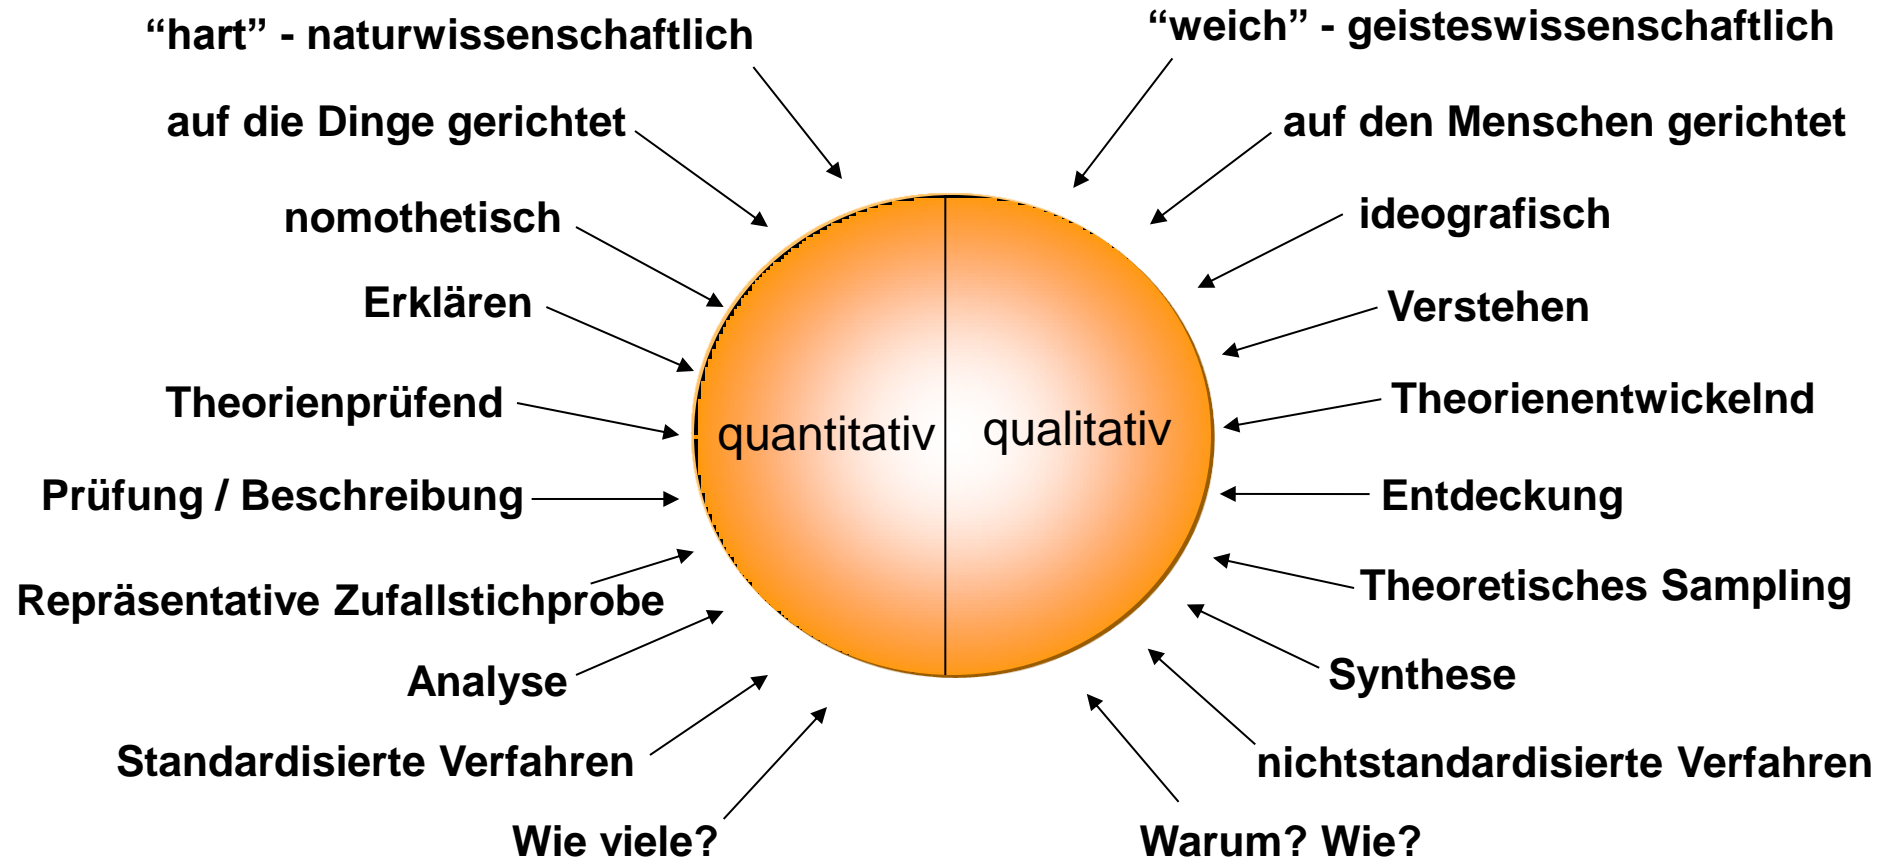 “hart” - naturwissenschaftlich
auf die Dinge gerichtet
nomothetisch
Erklären
Theorienprüfend
Prüfung / Beschreibung
Repräsentative Zufallstichprobe
Analyse
Standardisierte Verfahren
Wie viele?
quantitativ
qualitativ
“weich” - geisteswissenschaftlich
auf den Menschen gerichtet
ideografisch
Verstehen
Theorienentwickelnd
Entdeckung
Theoretisches Sampling
Synthese
nichtstandardisierte Verfahren
Warum? Wie?